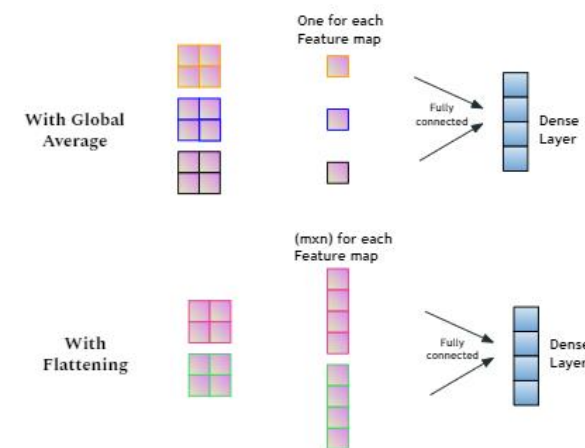 One for each
Feature map
With Global
Average
Fully
connected
Dense
Layer
(mxn) for each
Feature map
With
Flattening
Fully
connected
Dense
Layer